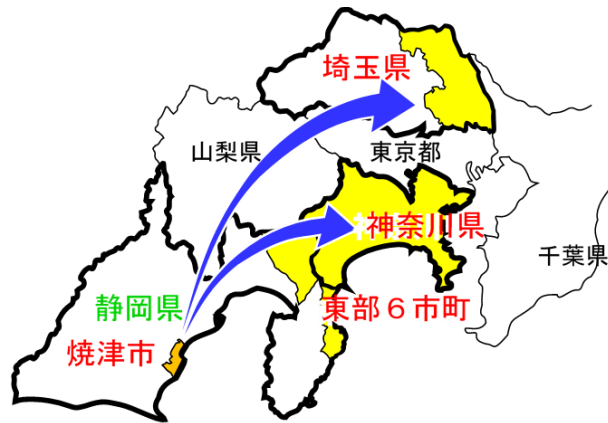 埼玉県
山梨県
東京都
神奈川県
千葉県
静岡県
東部６市町
焼津市